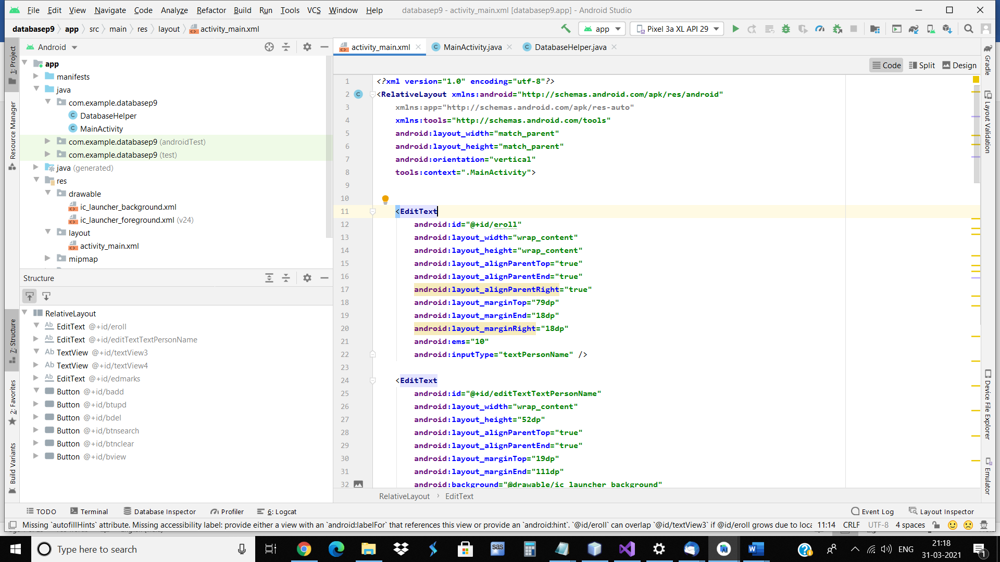 File Edit View Navigate Code Analyze Refactor Build Run Tools VCS Window Help databasep9 - activity_main.xml [databasep9.app] - Android Studio
databasep9 app src main res layout activity_main.xml app Pixel 3a XL API 29
Android activity_main.xml MainActivity.java DatabaseHelper.java
Code Split Design
1: Project
Resource Manager
7: Structure
2: Favorites
Build Variants
app
manifests
java
com.example.databasep9
DatabaseHelper
MainActivity
com.example.databasep9 (androidTest)
com.example.databasep9 (test)
java (generated)
res
drawable
ic_launcher_background.xml
ic_launcher_foreground.xml (v24)
layout
activity_main.xml
mipmap
Structure
RelativeLayout
EditText @+id/eroll
EditText @+id/editTextTextPersonName
TextView @+id/textView3
TextView @+id/textView4
EditText @+id/edmarks
Button @+id/badd
Button @+id/btupd
Button @+id/bdel
Button @+id/btnsearch
Button @+id/btnclear
Button @+id/bview
1 <?xml version="1.0" encoding="utf-8"?>
2 <RelativeLayout xmlns:android="http://schemas.android.com/apk/res/android"
3 xmlns:app="http://schemas.android.com/apk/res-auto"
4 xmlns:tools="http://schemas.android.com/tools"
5 android:layout_width="match_parent"
6 android:layout_height="match_parent"
7 android:orientation="vertical"
8 tools:context=".MainActivity">
9
10
11 <EditText
12 android:id="@+id/eroll"
13 android:layout_width="wrap_content"
14 android:layout_height="wrap_content"
15 android:layout_alignParentTop="true"
16 android:layout_alignParentEnd="true"
17 android:layout_alignParentRight="true"
18 android:layout_marginTop="79dp"
19 android:layout_marginEnd="18dp"
20 android:layout_marginRight="18dp"
21 android:ems="10"
22 android:inputType="textPersonName" />
23
24 <EditText
25 android:id="@+id/editTextTextPersonName"
26 android:layout_width="wrap_content"
27 android:layout_height="52dp"
28 android:layout_alignParentTop="true"
29 android:layout_alignParentEnd="true"
30 android:layout_marginTop="19dp"
31 android:layout_marginEnd="111dp"
32 android:background="@drawable/ic_launcher_background"
RelativeLayout EditText
Gradle
Layout Validation
Device File Explorer
Emulator
TODO Terminal Database Inspector Profiler 6: Logcat Event Log Layout Inspector
Missing `autofillHints` attribute. Missing accessibility label: provide either a view with an `android:labelFor` that references this view or provide an `android:hint`. `@id/eroll` can overlap `@id/textView3` if @id/eroll grows due to loca 11:14 CRLF UTF-8 4 spaces
Type here to search sas W ENG 21:18
31-03-2021 1